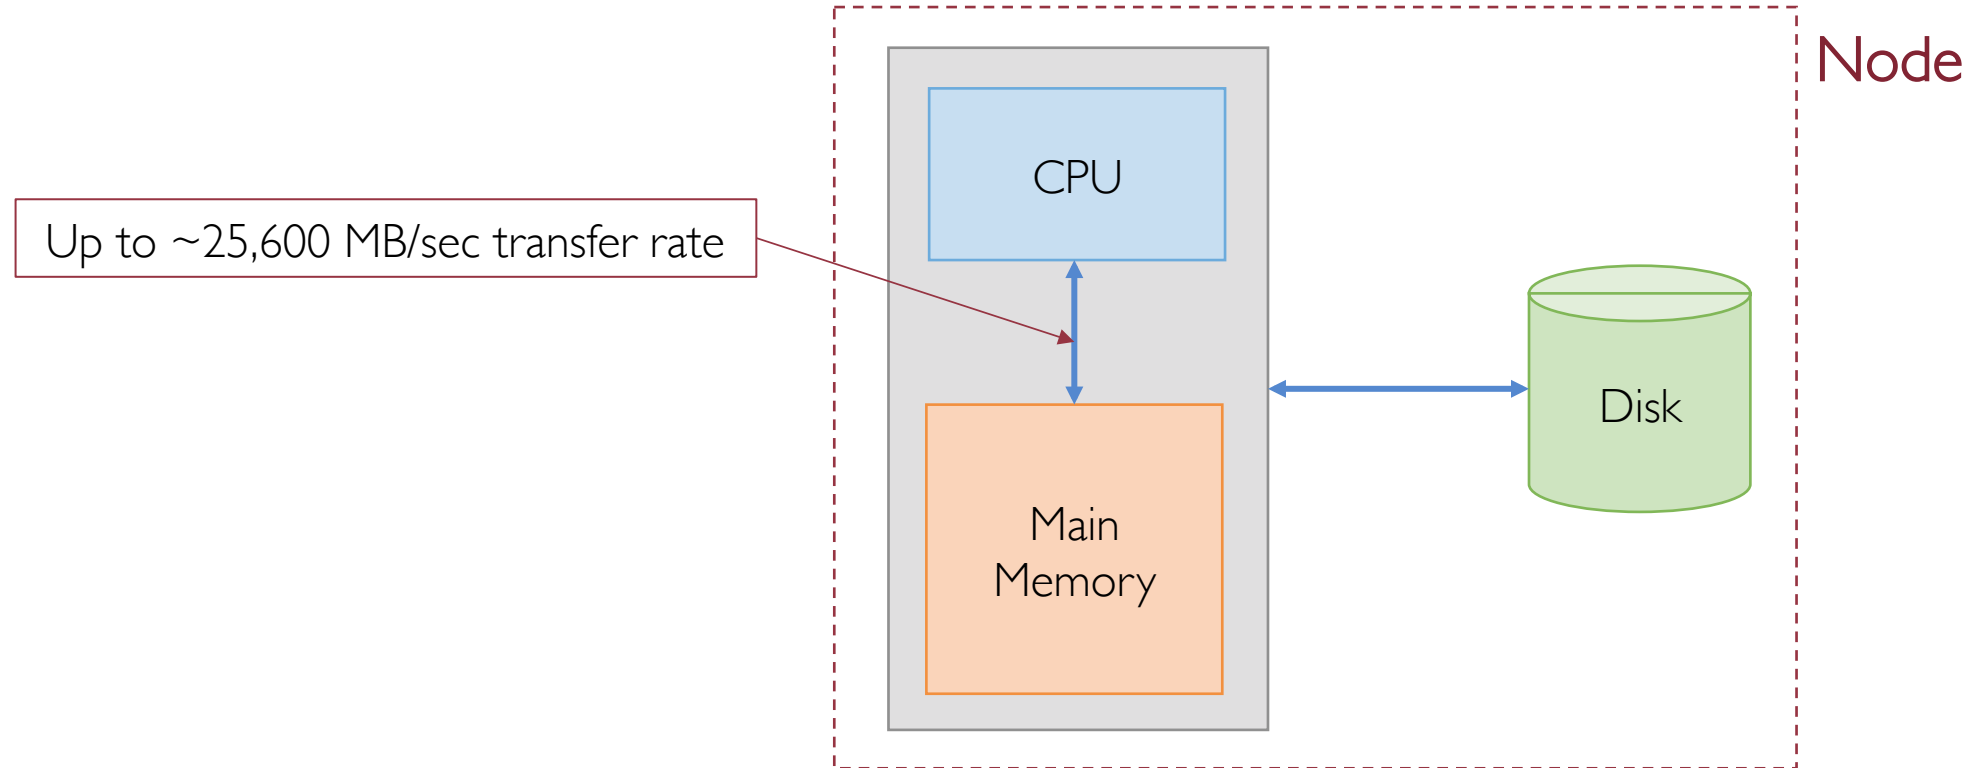 Node
CPU
Up to ~25,600 MB/sec transfer rate
Disk
Main
Memory